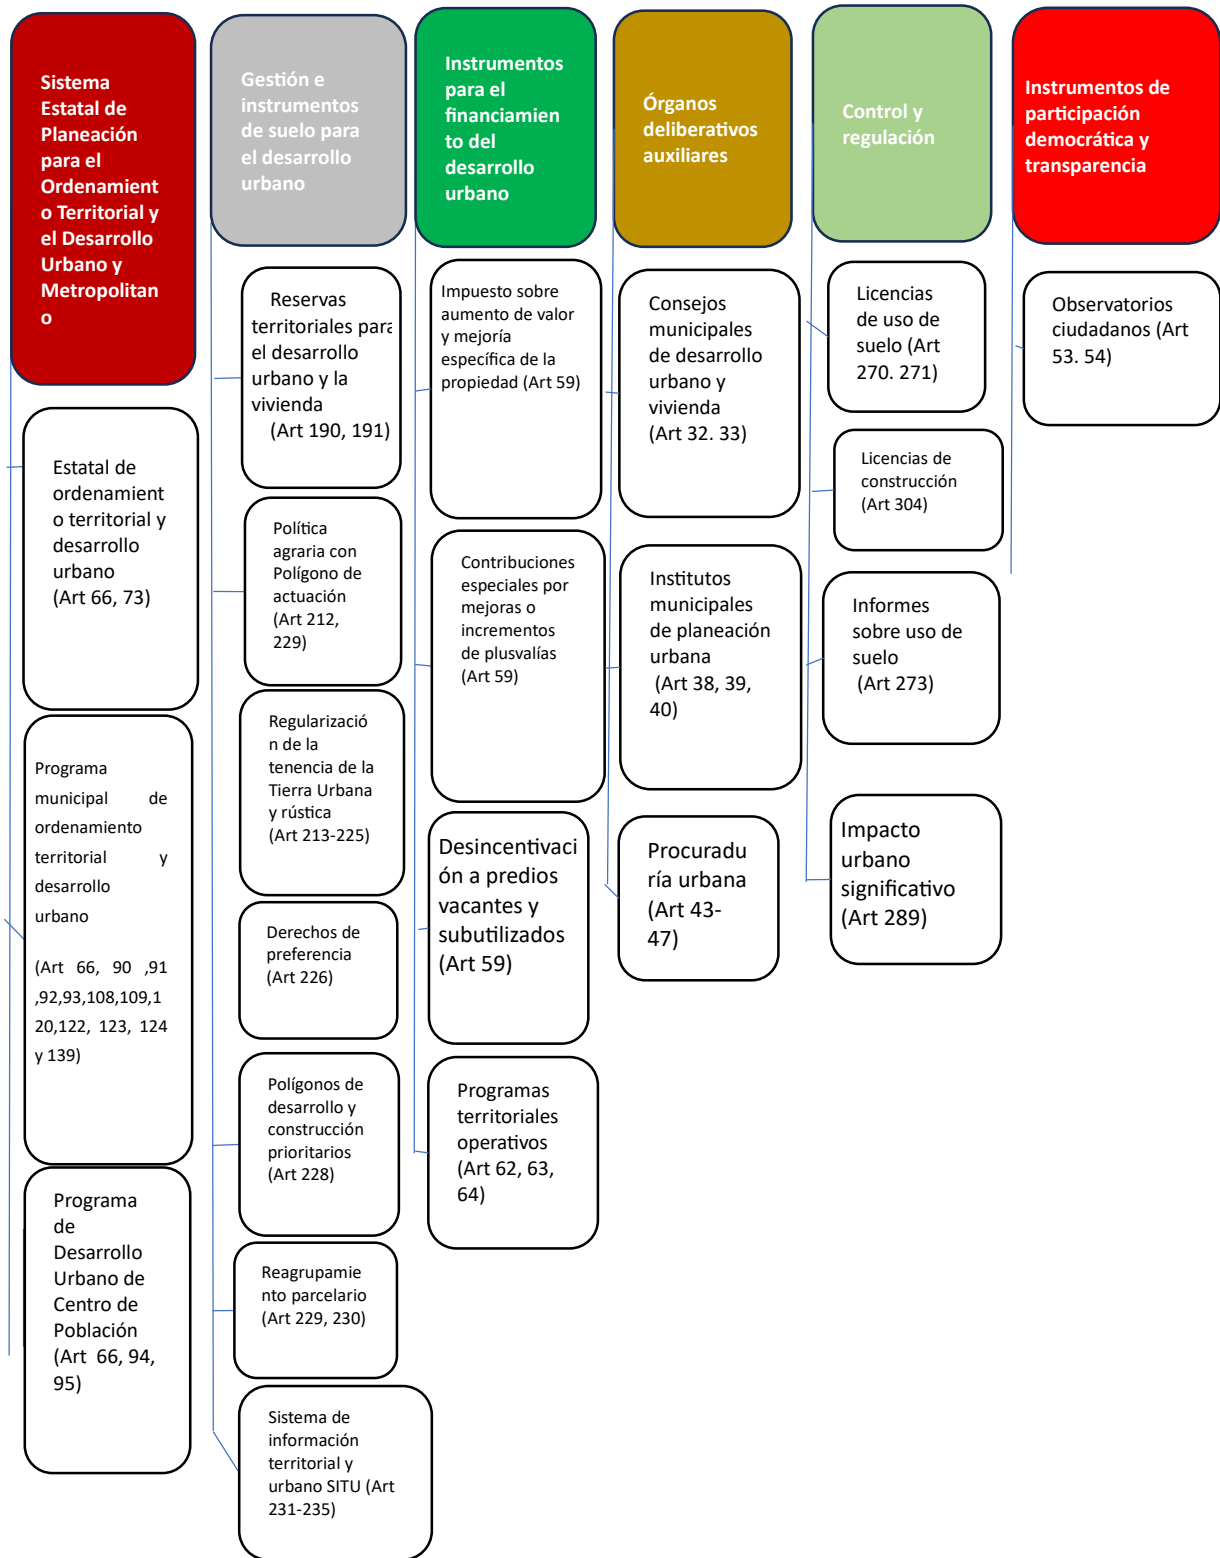 Sistema
Estatal de
Planeación
para el
Ordenamient
o Territorial y
el Desarrollo
Urbano y
Metropolitan
o
Estatal de
ordenamient
o territorial y
desarrollo
urbano
(Art 66, 73)
Programa
municipal de
ordenamiento
territorial y
desarrollo
urbano
(Art 66, 90 ,91
,92,93,108,109,1
20,122, 123, 124
y 139)
Programa
de
Desarrollo
Urbano de
Centro de
Población
(Art 66, 94,
95)
Gestión e
instrumentos
de suelo para
el desarrollo
urbano
Reservas
territoriales para
el desarrollo
urbano y la
vivienda
(Art 190, 191)
Política
agraria con
Polígono de
actuación
(Art 212,
229)
Regularizació
n de la
tenencia de la
Tierra Urbana
y rústica
(Art 213-225)
Derechos de
preferencia
(Art 226)
Polígonos de
desarrollo y
construcción
prioritarios
(Art 228)
Reagrupamie
nto parcelario
(Art 229, 230)
Sistema de
información
territorial y
urbano SITU (Art
231-235)
Instrumentos
para el
financiamien
to del
desarrollo
urbano
Impuesto sobre
aumento de valor
y mejoría
específica de la
propiedad (Art 59)
Contribuciones
especiales por
mejoras o
incrementos
de plusvalías
(Art 59)
Desincentivaci
ón a predios
vacantes y
subutilizados
(Art 59)
Programas
territoriales
operativos
(Art 62, 63,
64)
Órganos
deliberativos
auxiliares
Consejos
municipales
de desarrollo
urbano y
vivienda
(Art 32. 33)
Institutos
municipales
de planeación
urbana
(Art 38, 39,
40)
Procuradu
ría urbana
(Art 43-
47)
Control y
regulación
Licencias
de uso de
suelo (Art
270. 271)
Licencias de
construcción
(Art 304)
Informes
sobre uso de
suelo
(Art 273)
Impacto
urbano
significativo
(Art 289)
Instrumentos de
participación
democrática y
transparencia
Observatorios
ciudadanos (Art
53. 54)